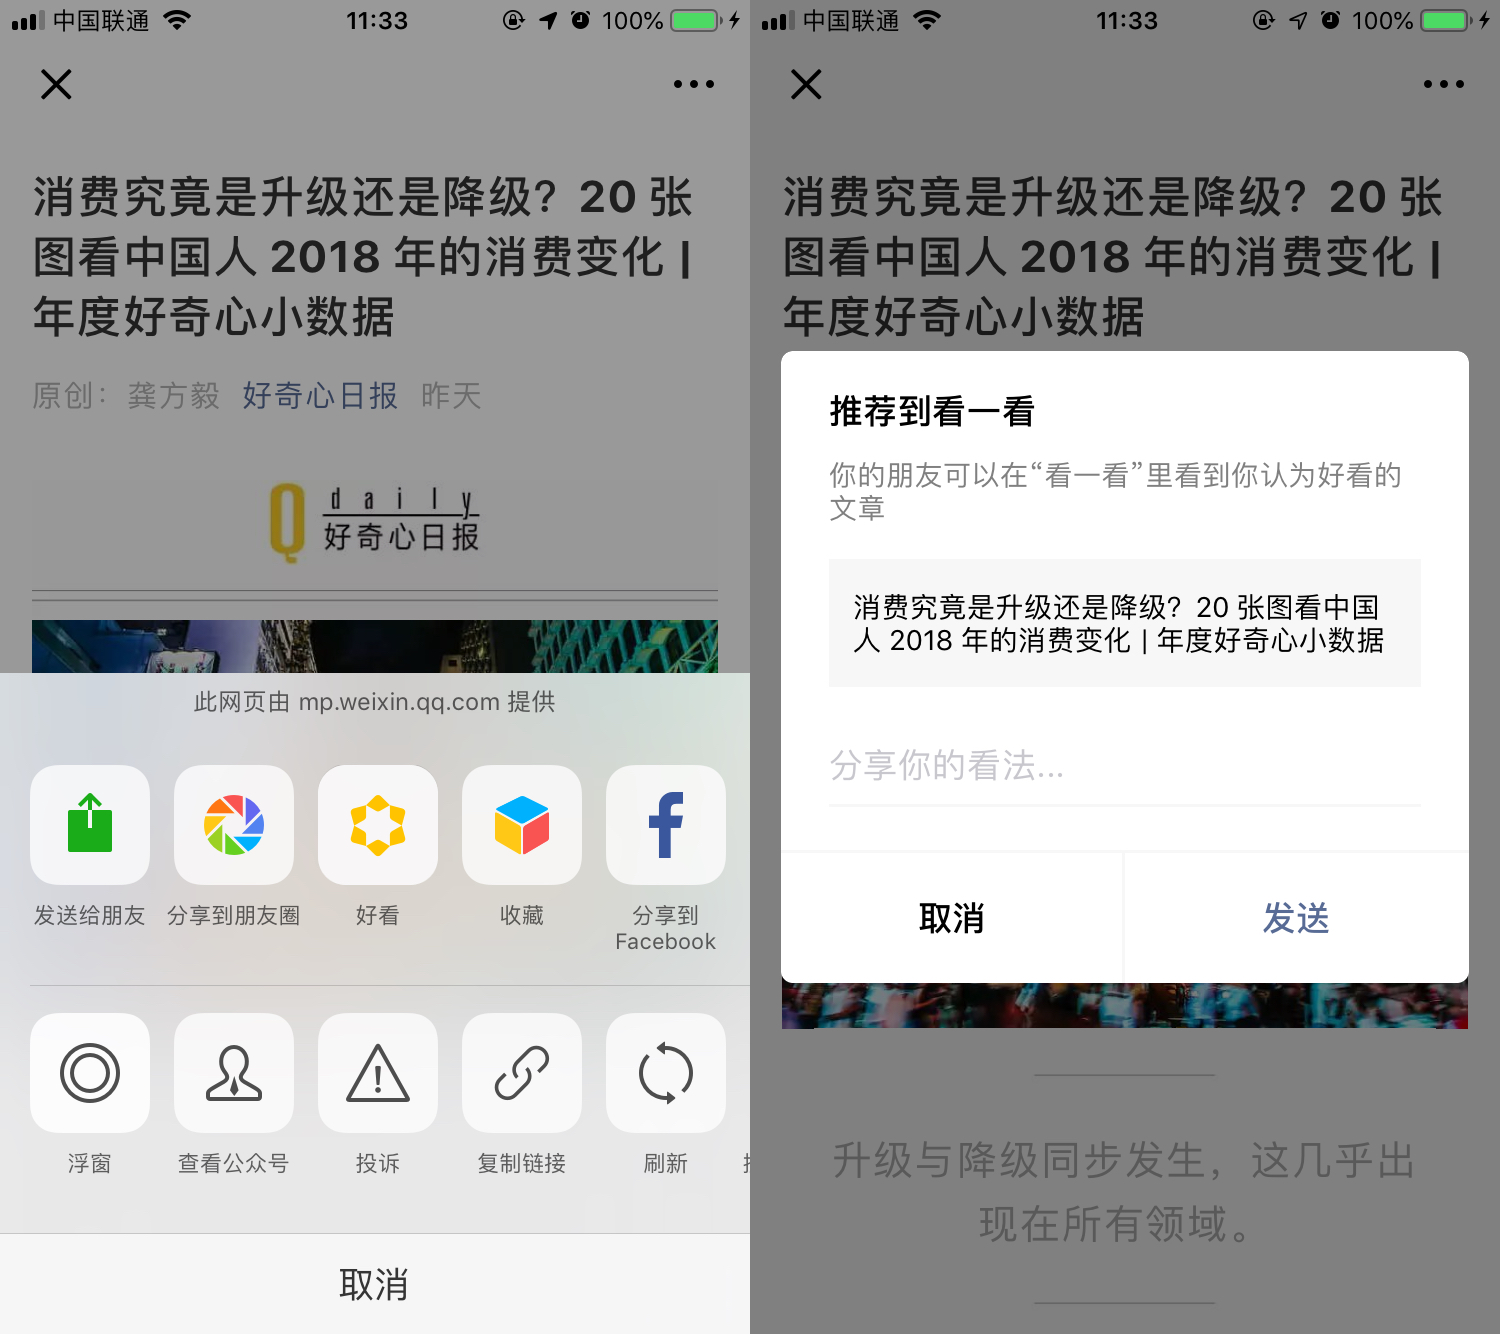 中国联通
11:33
100%
消费究竟是升级还是降级？20 张
图看中国人 2018 年的消费变化 |
年度好奇心小数据
原创： 龚方毅 好奇心日报 昨天
Q daily
好奇心日报
此网页由 mp.weixin.qq.com 提供
发送给朋友
分享到朋友圈
好看
收藏
分享到
Facebook
浮窗
查看公众号
投诉
复制链接
刷新
取消
中国联通
11:33
100%
消费究竟是升级还是降级？20 张
图看中国人 2018 年的消费变化 |
年度好奇心小数据
推荐到看一看
你的朋友可以在“看一看”里看到你认为好看的
文章
消费究竟是升级还是降级？20 张图看中国
人 2018 年的消费变化 | 年度好奇心小数据
分享你的看法...
取消
发送
升级与降级同步发生，这几乎出
现在所有领域。